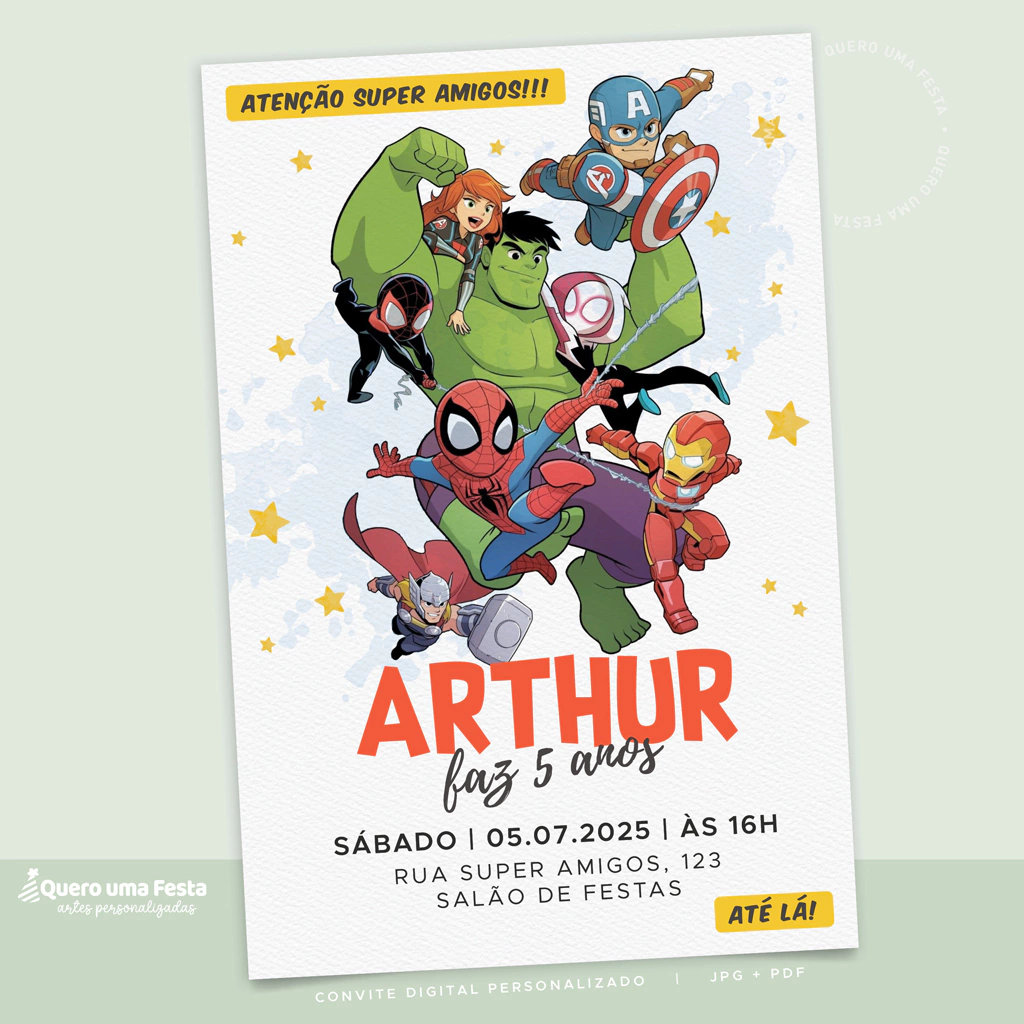 QUERO UMA FESTA • QUERO UMA FESTA
ATENÇÃO SUPER AMIGOS!!!
A
ARTHUR
faz 5 anos
SÁBADO | 05.07.2025 | ÀS 16H
RUA SUPER AMIGOS, 123
SALÃO DE FESTAS
ATÉ LÁ!
Quero uma Festa
artes personalizadas
CONVITE DIGITAL PERSONALIZADO | JPG + PDF